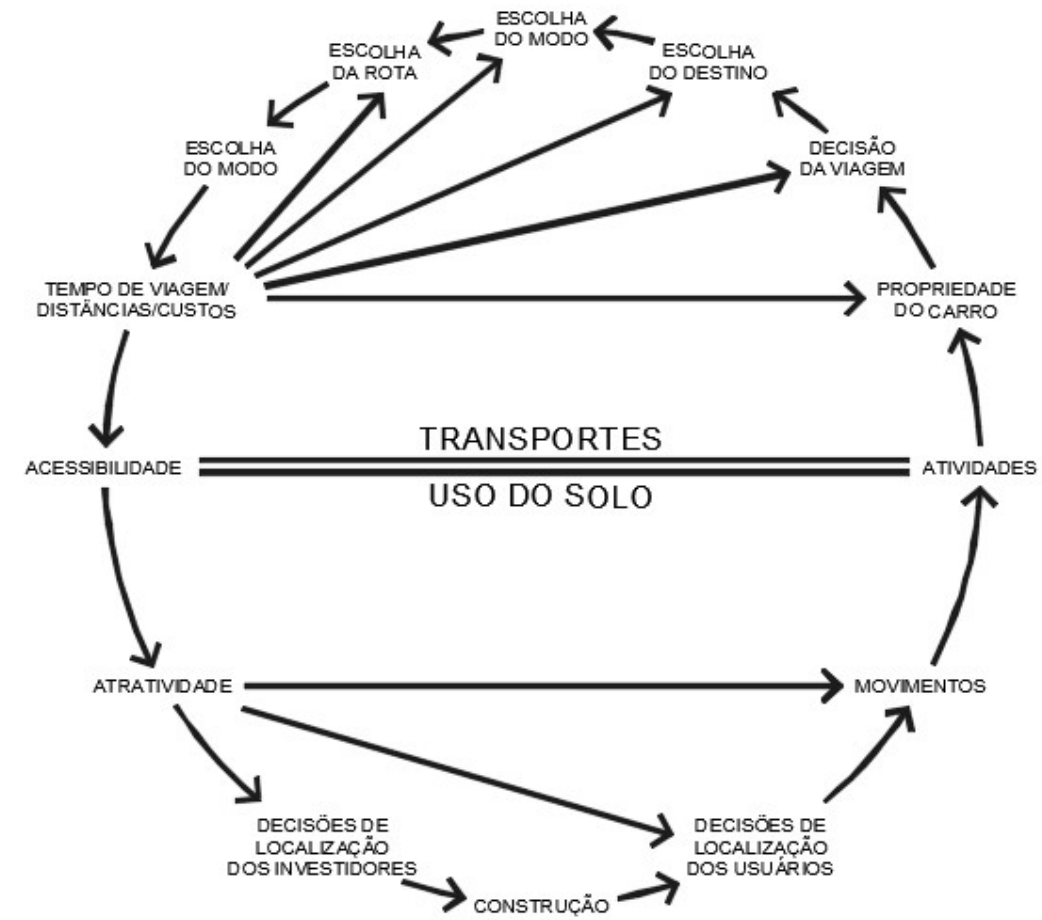 ESCOLHA
DO MODO
ESCOLHA
DA ROTA
ESCOLHA
DO DESTINO
ESCOLHA
DO MODO
DECISÃO
DA VIAGEM
TEMPO DE VIAGEM/
DISTÂNCIAS/CUSTOS
PROPRIEDADE
DO CARRO
TRANSPORTES
ACESSIBILIDADE
ATIVIDADES
USO DO SOLO
ATRATIVIDADE
MOVIMENTOS
DECISÕES DE
LOCALIZAÇÃO
DOS INVESTIDORES
DECISÕES DE
LOCALIZAÇÃO
DOS USUÁRIOS
CONSTRUÇÃO